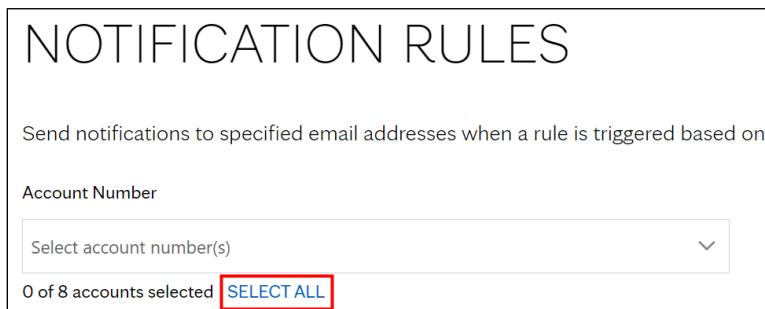 NOTIFICATION RULES
Send notifications to specified email addresses when a rule is triggered based on
Account Number
Select account number(s)
0 of 8 accounts selected SELECT ALL